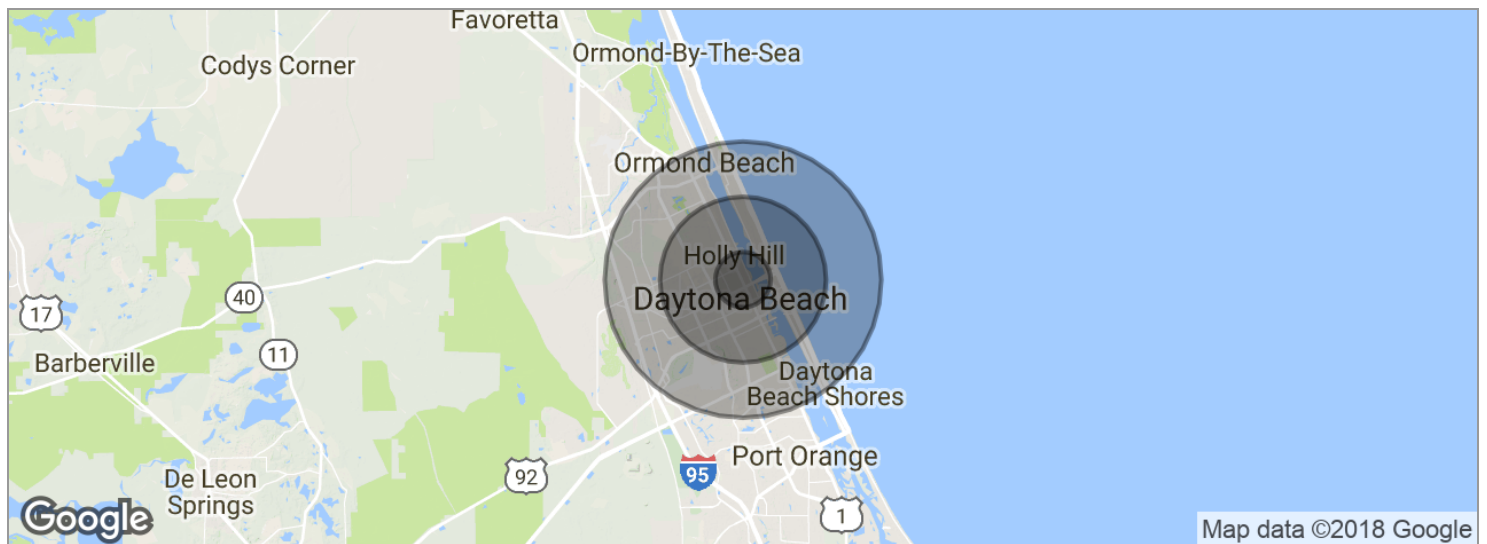 Favoretta
Ormond-By-The-Sea
Codys Corner
Ormond Beach
Holly Hill
Daytona Beach
40
17
11
Barberville
Daytona
Beach Shores
Port Orange
95
92
De Leon
Springs
1
Google
Map data ©2018 Google